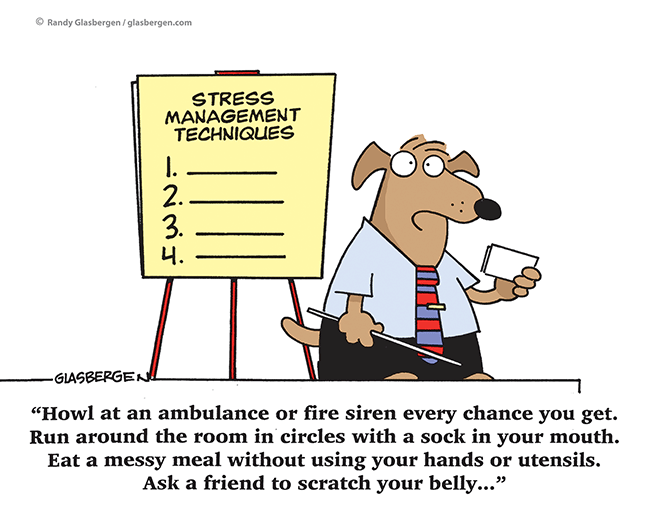 © Randy Glasbergen / glasbergen.com
STRESS
MANAGEMENT
TECHNIQUES
1.
2.
3.
4.
GLASBERGEN
“Howl at an ambulance or fire siren every chance you get.
Run around the room in circles with a sock in your mouth.
Eat a messy meal without using your hands or utensils.
Ask a friend to scratch your belly...”